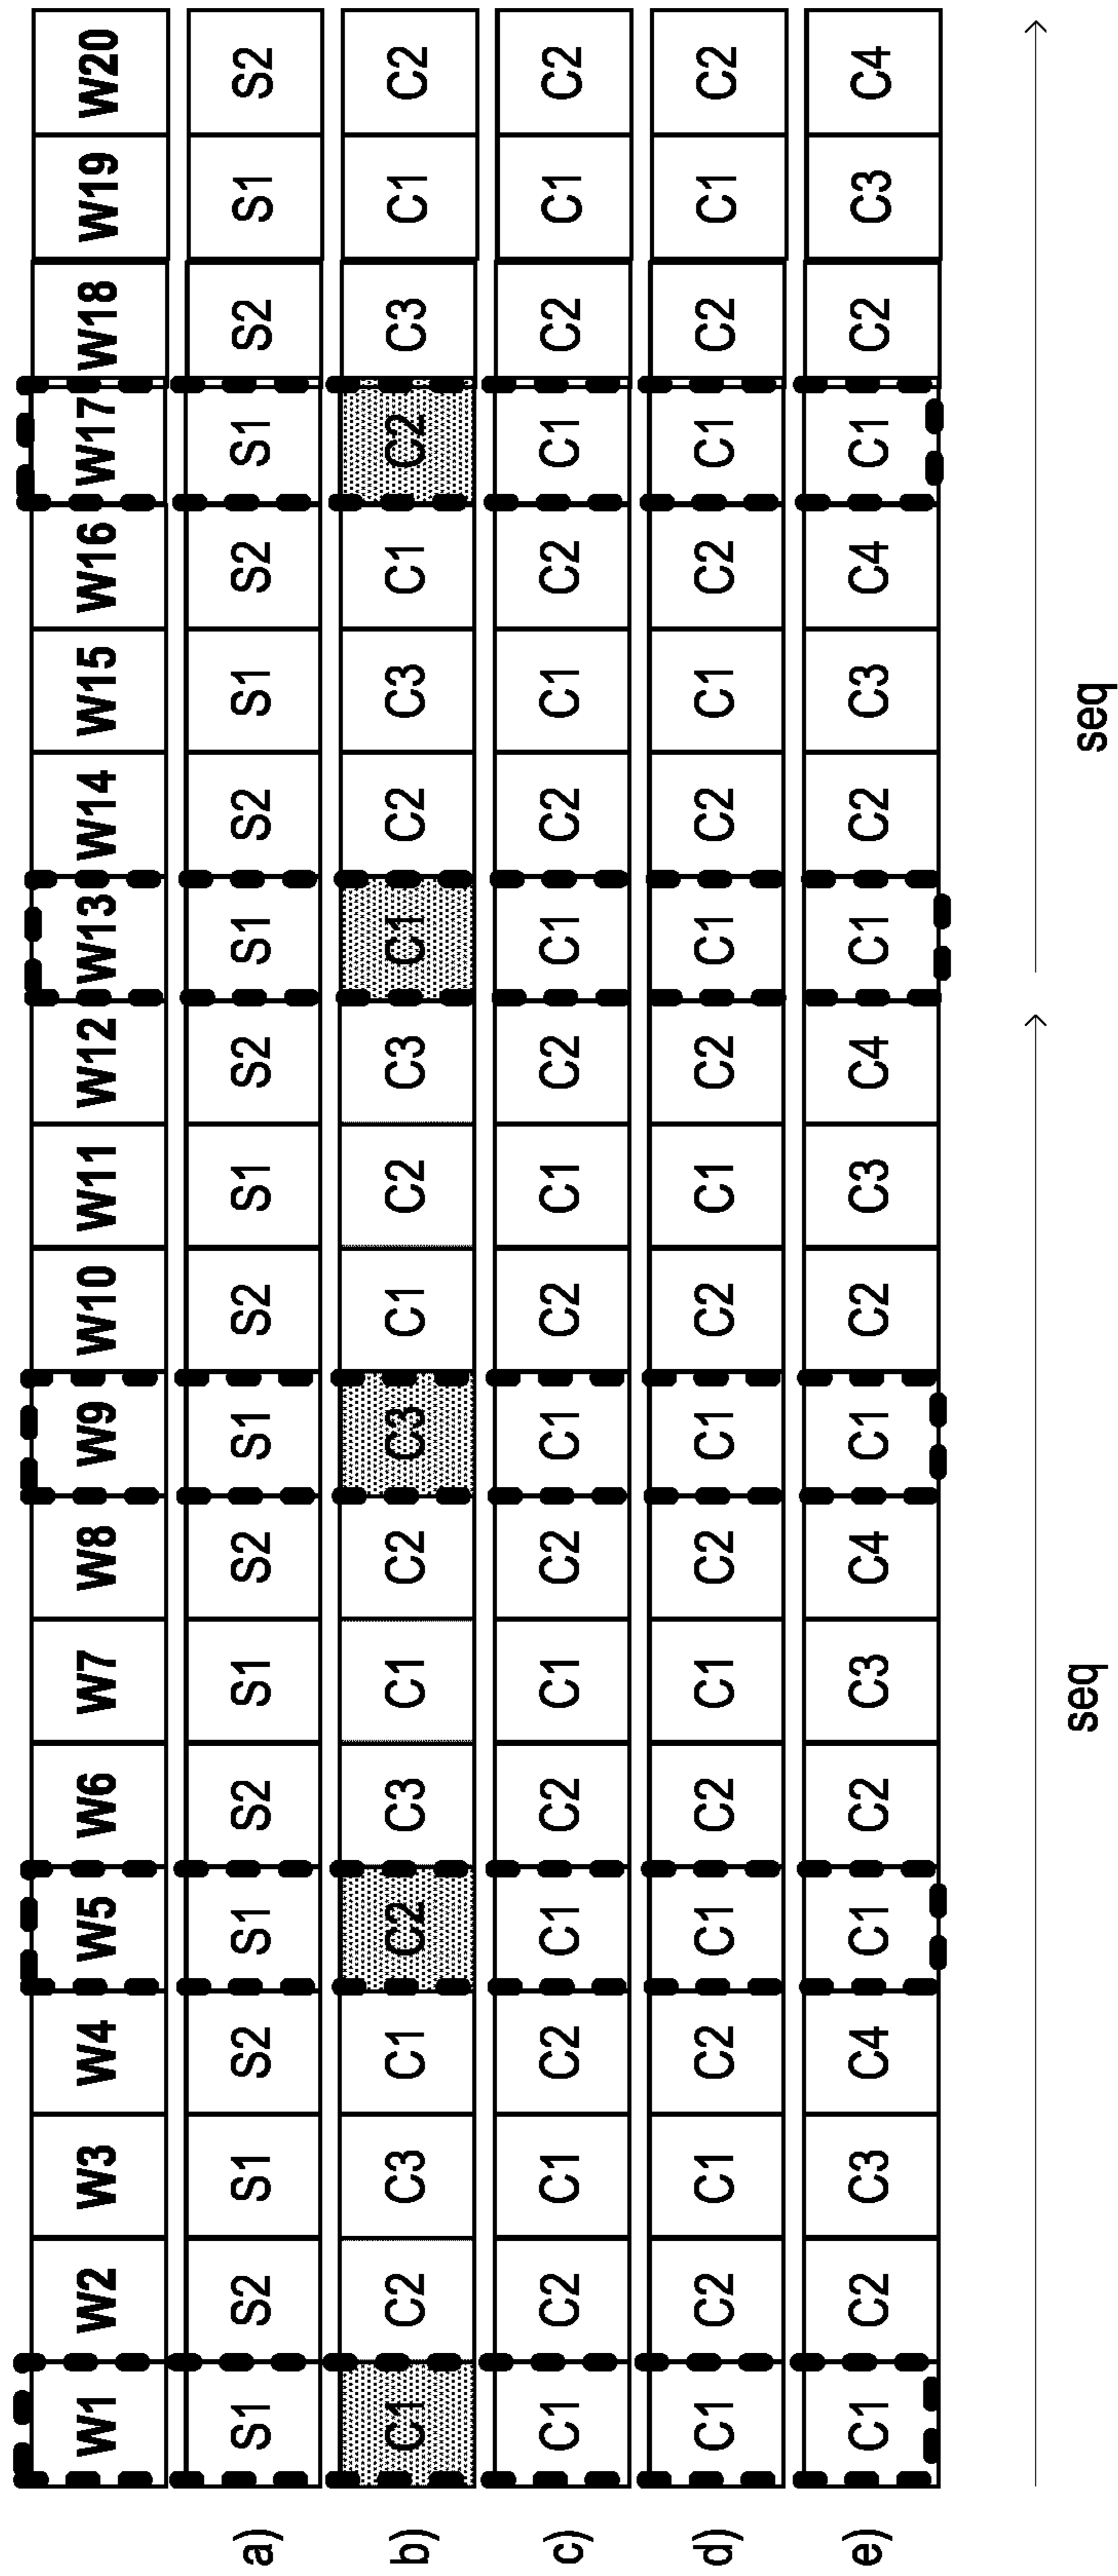 W1 W2 W3 W4 W5 W6 W7 W8 W9 W10 W11 W12 W13 W14 W15 W16 W17 W18 W19 W20
a) S1 S2 S1 S2 S1 S2 S1 S2 S1 S2 S1 S2 S1 S2 S1 S2 S1 S2 S1 S2
b) C1 C2 C3 C1 C2 C3 C1 C2 C3 C1 C2 C3 C1 C2 C3 C1 C2 C3 C1 C2
c) C1 C2 C1 C2 C1 C2 C1 C2 C1 C2 C1 C2 C1 C2 C1 C2 C1 C2 C1 C2
d) C1 C2 C1 C2 C1 C2 C1 C2 C1 C2 C1 C2 C1 C2 C1 C2 C1 C2 C1 C2
e) C1 C2 C3 C4 C1 C2 C3 C4 C1 C2 C3 C4 C1 C2 C3 C4 C1 C2 C3 C4
seq seq